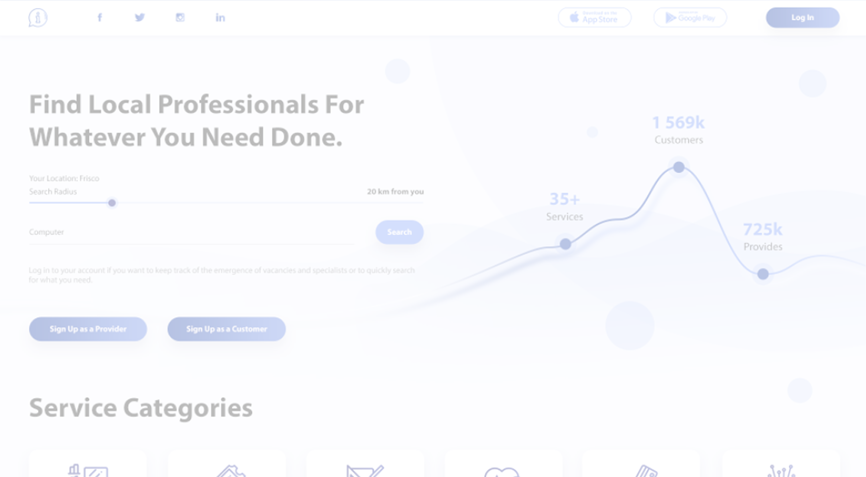 App Store
Google Play
Log In
Find Local Professionals For
Whatever You Need Done.
Your Location: Frisco
Search Radius
20 km from you
Computer
Search
Log in to your account if you want to keep track of the emergence of vacancies and specialists or to quickly search
for what you need.
Sign Up as a Provider
Sign Up as a Customer
1 569k
Customers
35+
Services
725k
Provides
Service Categories